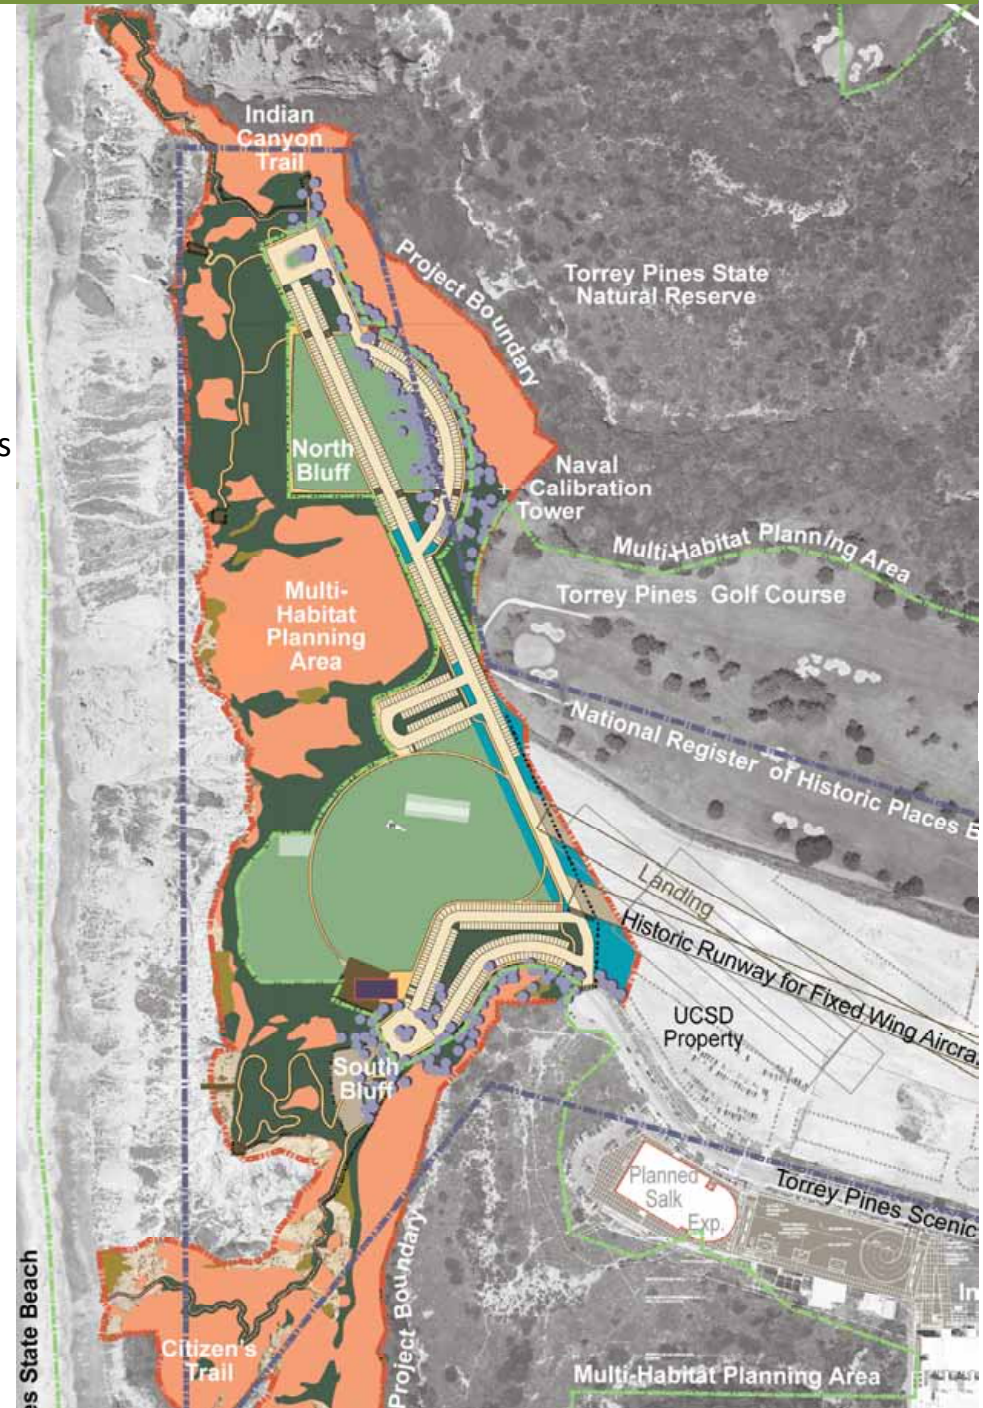 Indian
Canyon
Trail
Project Boundary
Torrey Pines State
Natural Reserve
s
North
Bluff
Naval
Calibration
Tower
Multi-Habitat Planning Area
Torrey Pines Golf Course
Multi-
Habitat
Planning
Area
National Register of Historic Places B
Landing
Historic Runway for Fixed Wing Aircra
UCSD
Property
South
Bluff
Planned
Salk
Exp.
Torrey Pines Scenic
In
es State Beach
Project Boundary
Citizen's
Trail
Multi-Habitat Planning Area